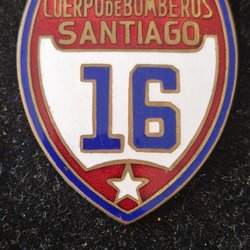 CUERPO DE BOMBEROS
SANTIAGO
16